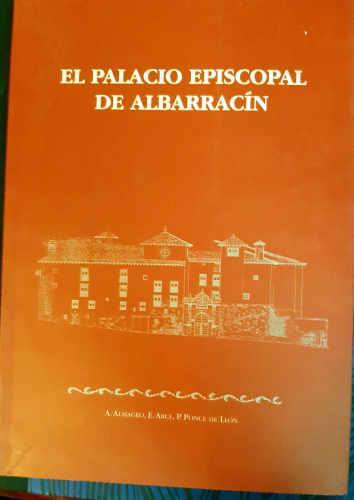 EL PALACIO EPISCOPAL
DE ALBARRACÍN
A. ALMAGRO, E. ARCE, P. PONCE DE LEÓN